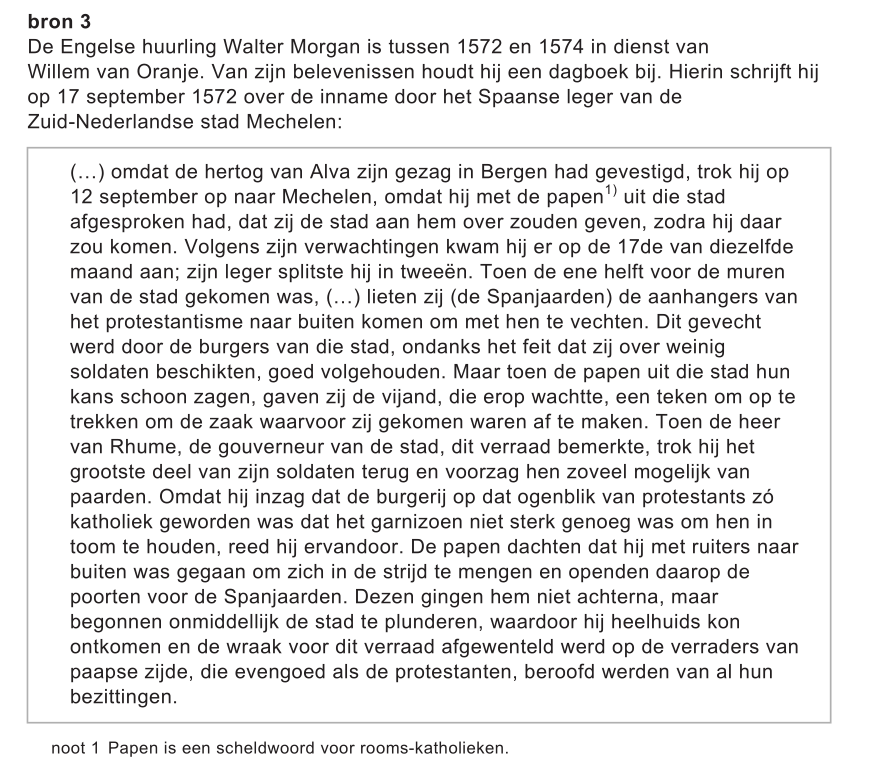 bron 3
De Engelse huurling Walter Morgan is tussen 1572 en 1574 in dienst van
Willem van Oranje. Van zijn belevenissen houdt hij een dagboek bij. Hierin schrijft hij
op 17 september 1572 over de inname door het Spaanse leger van de
Zuid-Nederlandse stad Mechelen:
(…) omdat de hertog van Alva zijn gezag in Bergen had gevestigd, trok hij op
12 september op naar Mechelen, omdat hij met de papen1) uit die stad
afgesproken had, dat zij de stad aan hem over zouden geven, zodra hij daar
zou komen. Volgens zijn verwachtingen kwam hij er op de 17de van diezelfde
maand aan; zijn leger splitste hij in tweeën. Toen de ene helft voor de muren
van de stad gekomen was, (…) lieten zij (de Spanjaarden) de aanhangers van
het protestantisme naar buiten komen om met hen te vechten. Dit gevecht
werd door de burgers van die stad, ondanks het feit dat zij over weinig
soldaten beschikten, goed volgehouden. Maar toen de papen uit die stad hun
kans schoon zagen, gaven zij de vijand, die erop wachtte, een teken om op te
trekken om de zaak waarvoor zij gekomen waren af te maken. Toen de heer
van Rhume, de gouverneur van de stad, dit verraad bemerkte, trok hij het
grootste deel van zijn soldaten terug en voorzag hen zoveel mogelijk van
paarden. Omdat hij inzag dat de burgerij op dat ogenblik van protestants zó
katholiek geworden was dat het garnizoen niet sterk genoeg was om hen in
toom te houden, reed hij ervandoor. De papen dachten dat hij met ruiters naar
buiten was gegaan om zich in de strijd te mengen en openden daarop de
poorten voor de Spanjaarden. Dezen gingen hem niet achterna, maar
begonnen onmiddellijk de stad te plunderen, waardoor hij heelhuids kon
ontkomen en de wraak voor dit verraad afgewenteld werd op de verraders van
paapse zijde, die evengoed als de protestanten, beroofd werden van al hun
bezittingen.
noot 1 Papen is een scheldwoord voor rooms-katholieken.